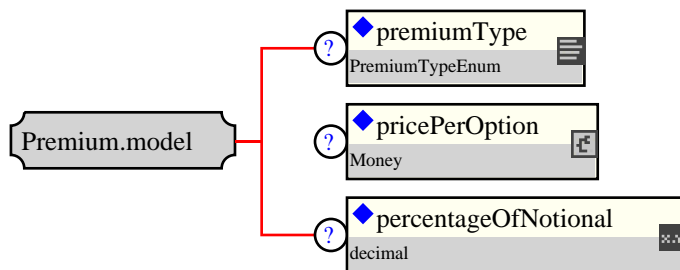 ?
premiumType
PremiumTypeEnum
Premium.model
?
pricePerOption
Money
?
percentageOfNotional
decimal
x.x